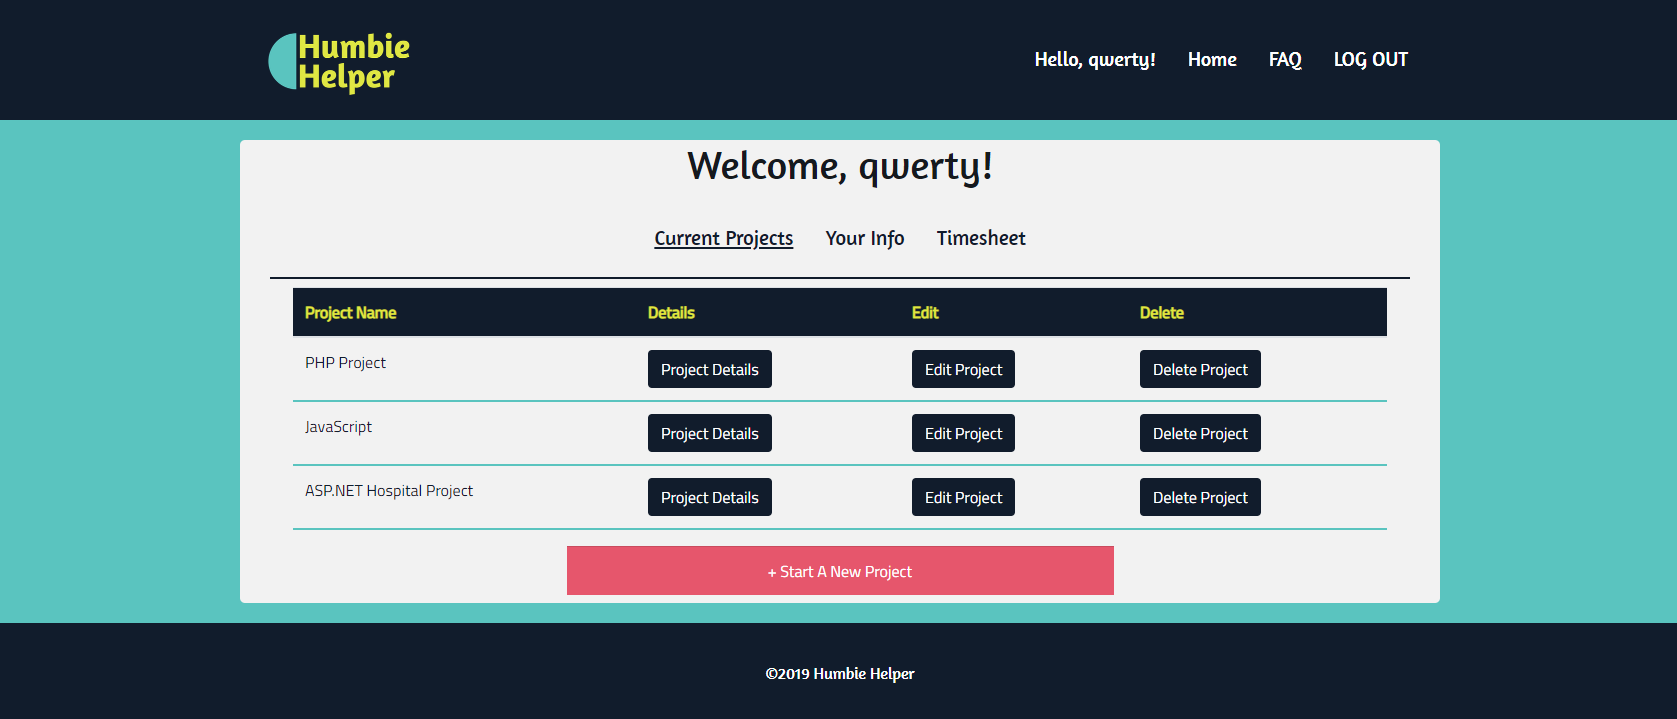 Humbie
Helper
Hello, qwerty! Home FAQ LOG OUT
Welcome, qwerty!
Current Projects Your Info Timesheet
Project Name Details Edit Delete
PHP Project Project Details Edit Project Delete Project
JavaScript Project Details Edit Project Delete Project
ASP.NET Hospital Project Project Details Edit Project Delete Project
+ Start A New Project
©2019 Humbie Helper